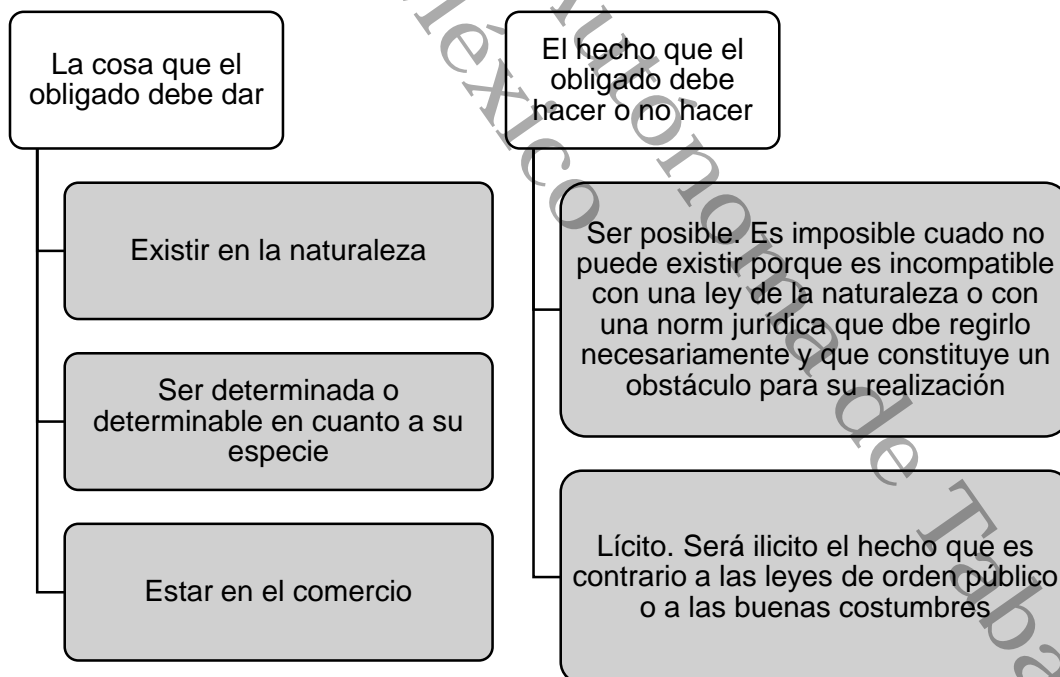 La cosa que el
obligado debe dar
Existir en la naturaleza
Ser determinada o
determinable en cuanto a su
especie
Estar en el comercio
El hecho que el
obligado debe
hacer o no hacer
Ser posible. Es imposible cuado no
puede existir porque es incompatible
con una ley de la naturaleza o con
una norm jurídica que dbe regirlo
necesariamente y que constituye un
obstáculo para su realización
Lícito. Será ilicito el hecho que es
contrario a las leyes de orden público
o a las buenas costumbres
Autónoma de Taba
México